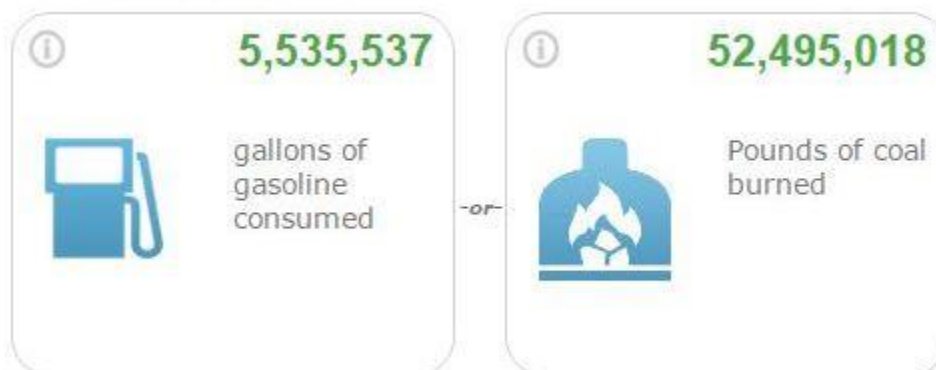 5,535,537
gallons of
gasoline
consumed
-or-
52,495,018
Pounds of coal
burned